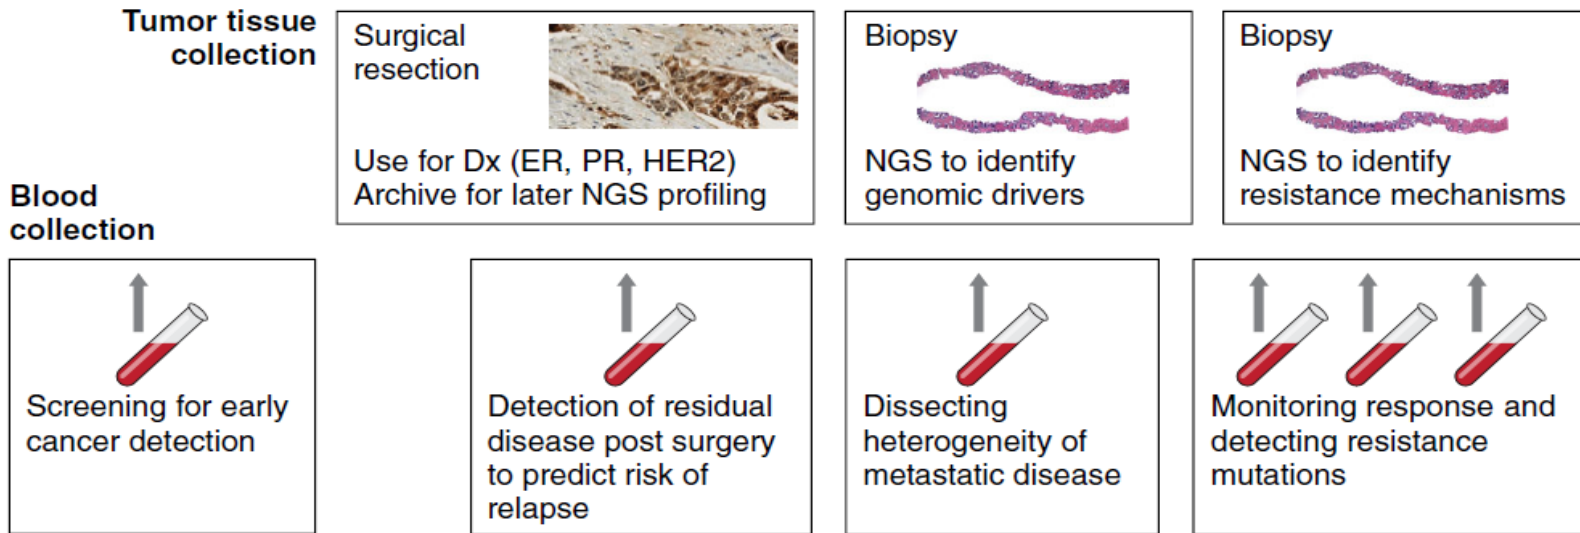 Tumor tissue
collection
Surgical
resection
Use for Dx (ER, PR, HER2)
Archive for later NGS profiling
Biopsy
NGS to identify
genomic drivers
Biopsy
NGS to identify
resistance mechanisms
Blood
collection
Screening for early
cancer detection
Detection of residual
disease post surgery
to predict risk of
relapse
Dissecting
heterogeneity of
metastatic disease
Monitoring response and
detecting resistance
mutations